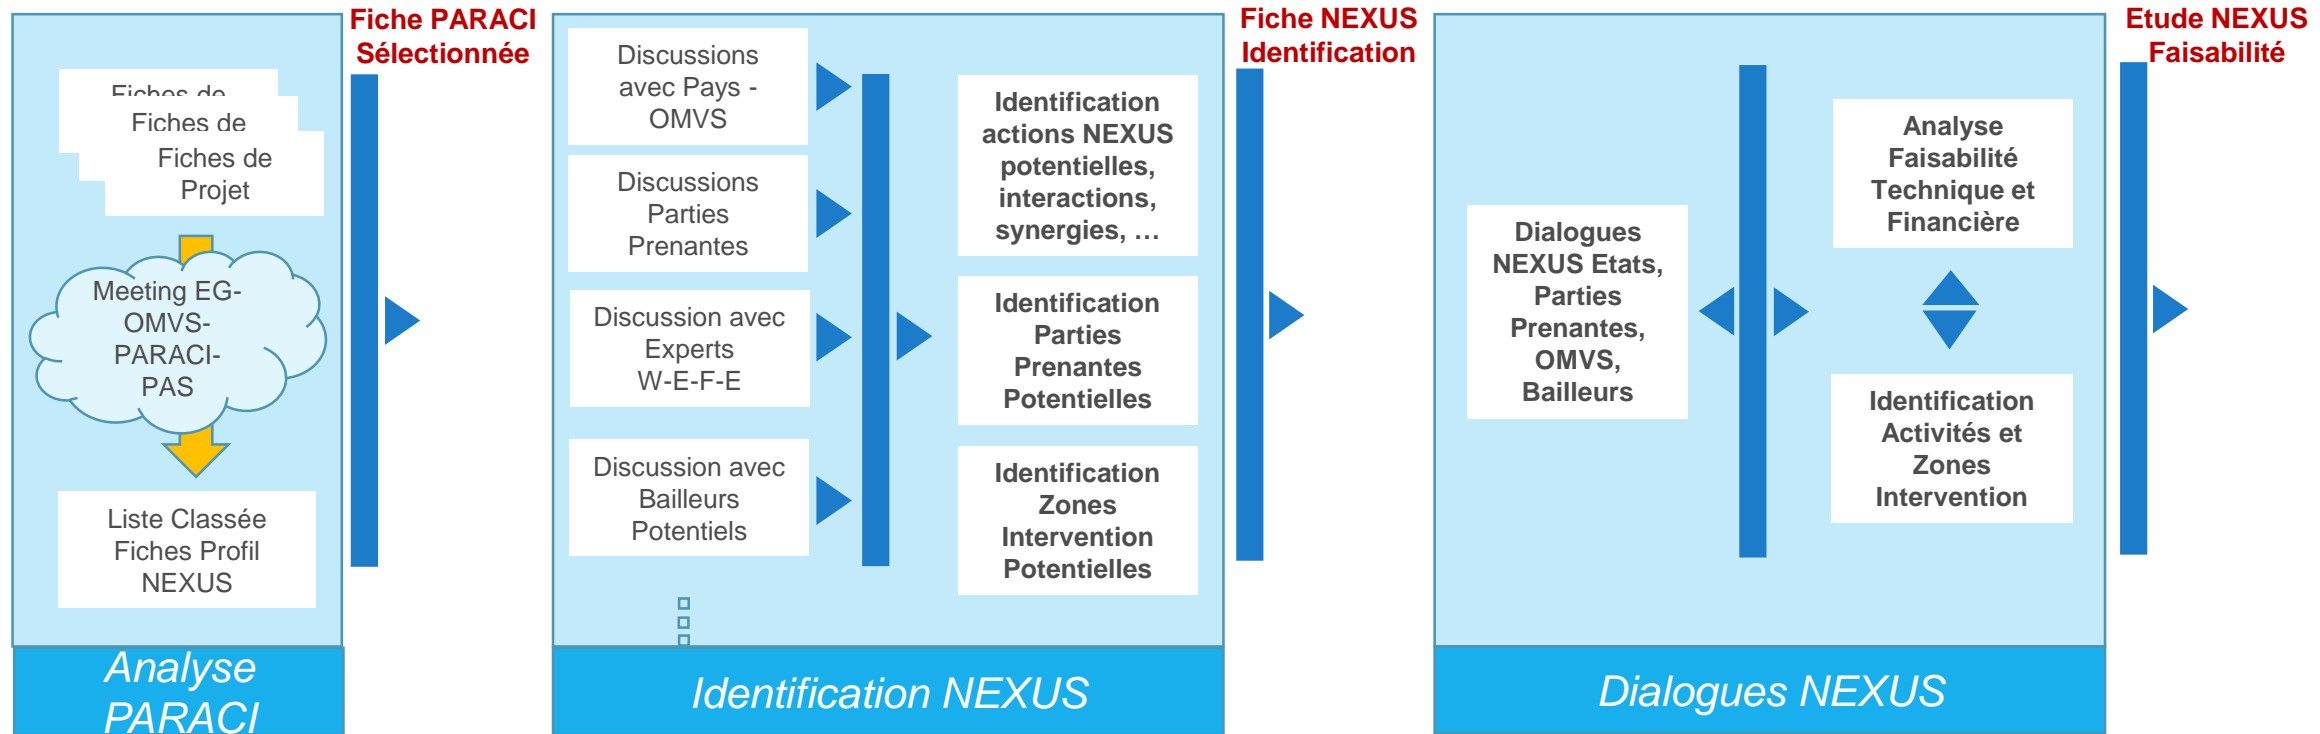 Fiche PARACI
Sélectionnée
Fiches de
Fiches de
Fiches de
Projet
Meeting EG-
OMVS-
PARACI-
PAS
Liste Classée
Fiches Profil
NEXUS
Analyse
PARACI
Fiche NEXUS
Identification
Discussions
avec Pays -
OMVS
Discussions
Parties
Prenantes
Discussion avec
Experts
W-E-F-E
Discussion avec
Bailleurs
Potentiels
Identification
actions NEXUS
potentielles,
interactions,
synergies, …
Identification
Parties
Prenantes
Potentielles
Identification
Zones
Intervention
Potentielles
Identification NEXUS
Etude NEXUS
Faisabilité
Dialogues
NEXUS Etats,
Parties
Prenantes,
OMVS,
Bailleurs
Analyse
Faisabilité
Technique et
Financière
Identification
Activités et
Zones
Intervention
Dialogues NEXUS